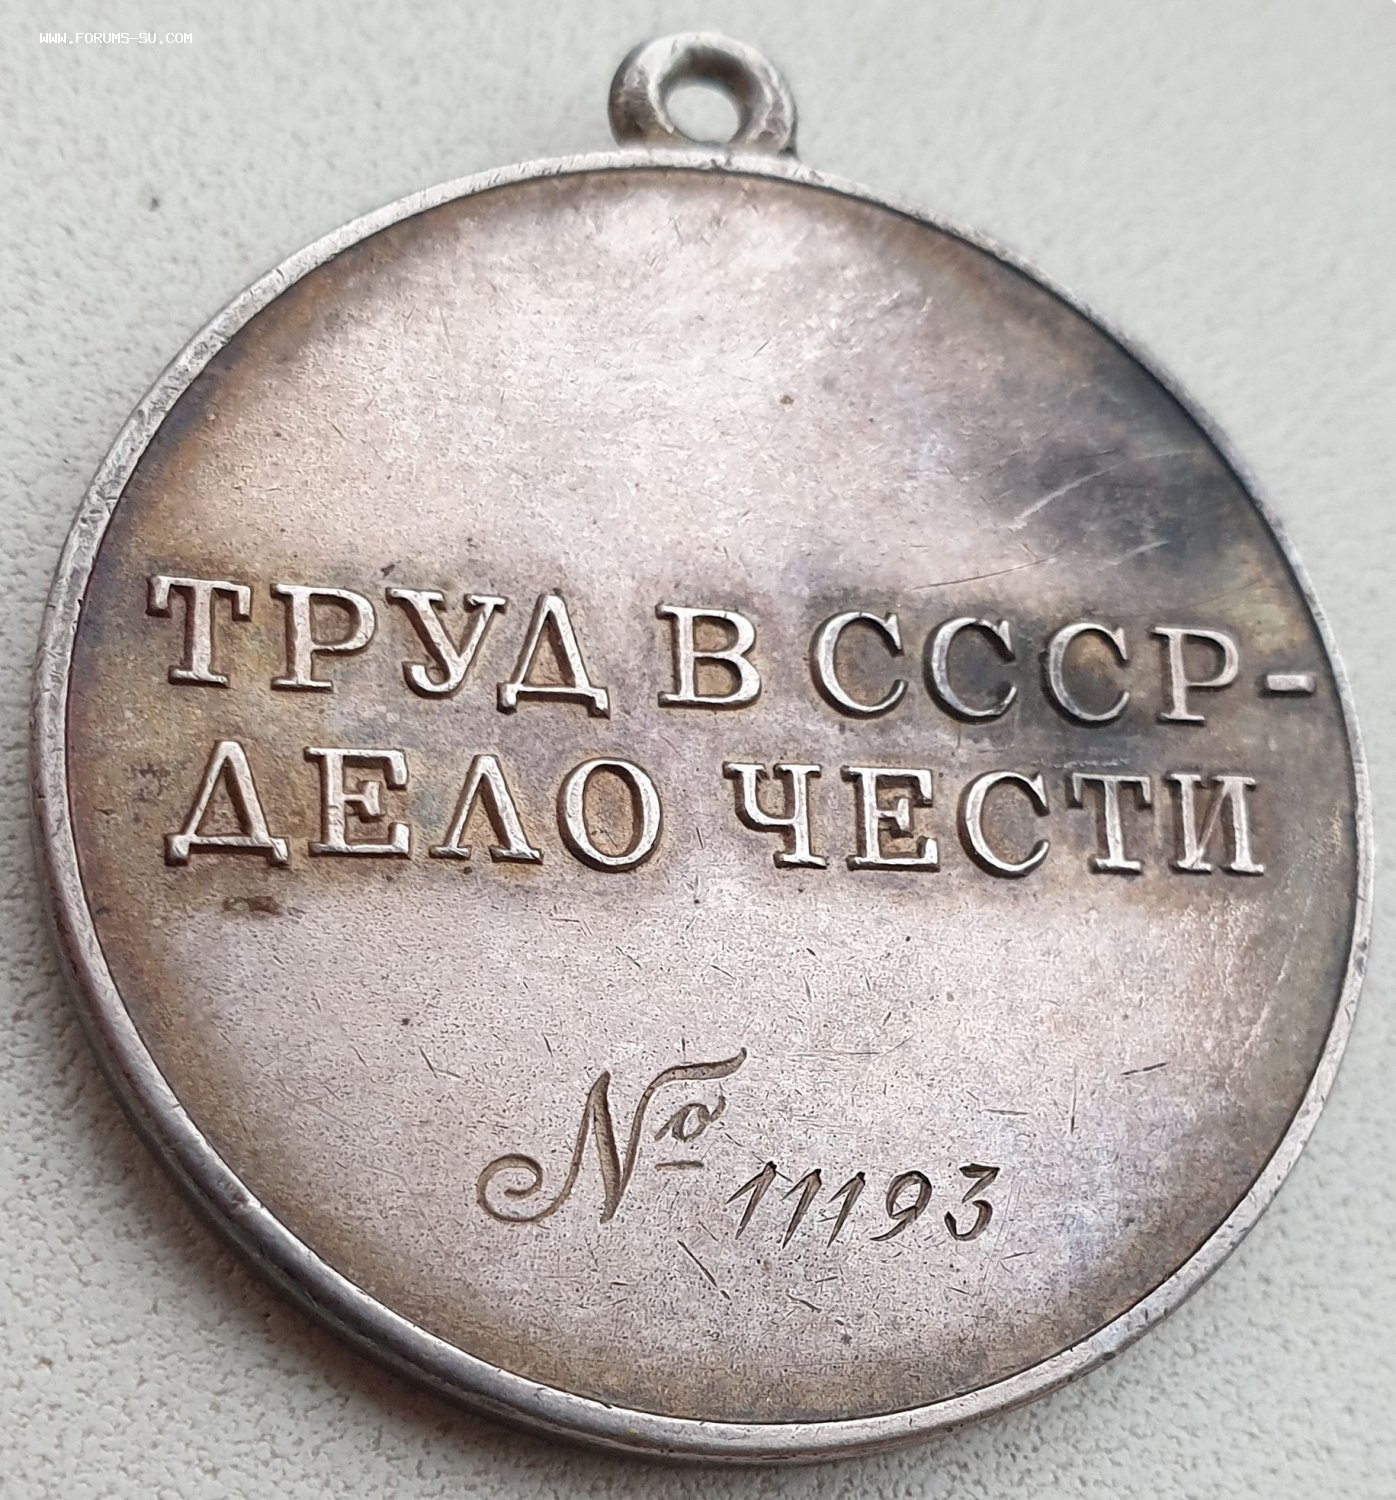 WWW.FORUMS-SU.COM
ТРУД В СССР-
ДЕЛО ЧЕСТИ
№ 11193